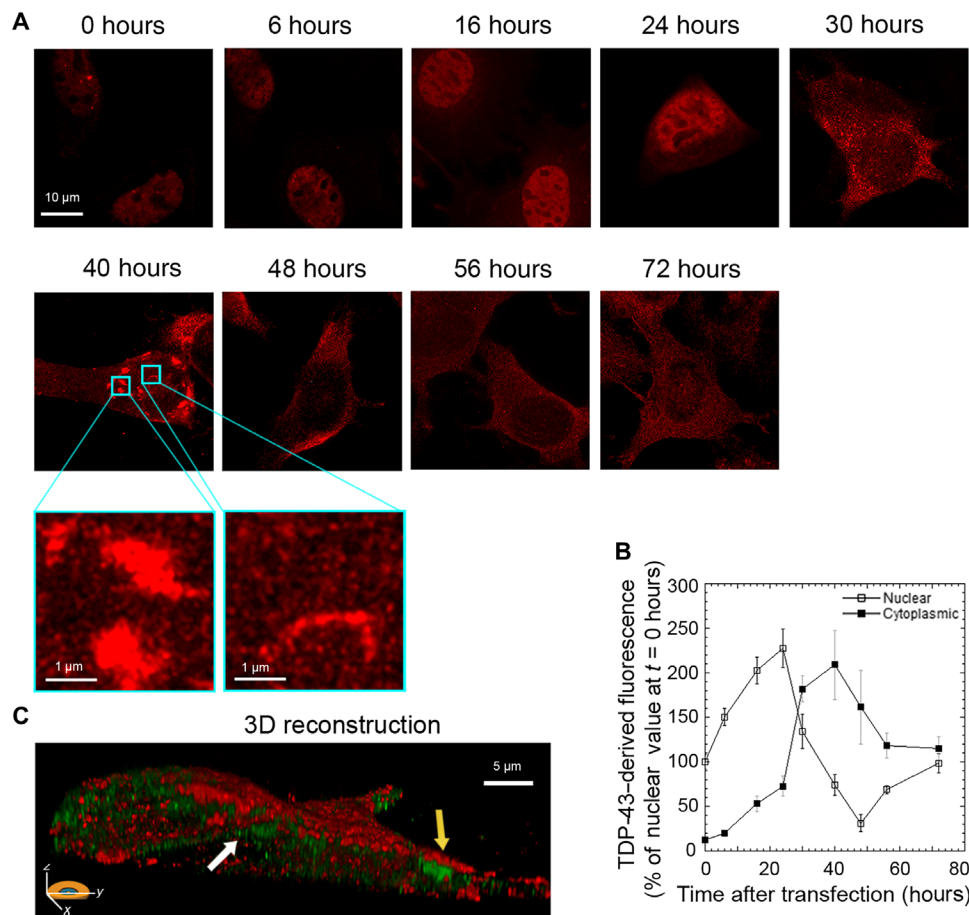 A
0 hours
6 hours
16 hours
24 hours
30 hours
10 µm
40 hours
48 hours
56 hours
72 hours
1 µm
1 µm
B
TDP-43–derived fluorescence
(% of nuclear value at t = 0 hours)
300
250
200
150
100
50
0
Nuclear
Cytoplasmic
0
20
40
60
80
Time after transfection (hours)
C
3D reconstruction
5 µm
z
y
x